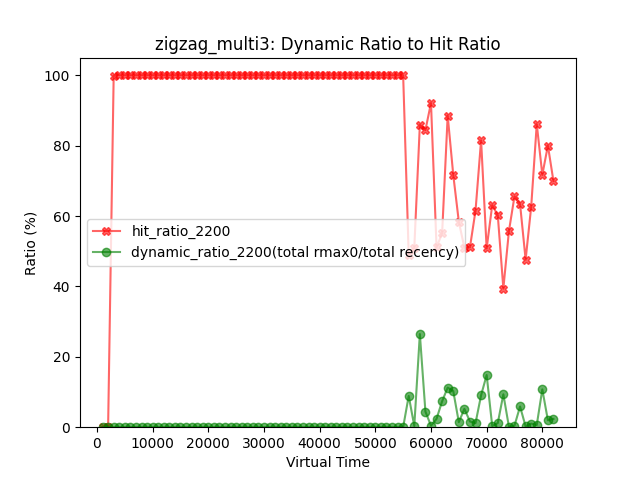 zigzag_multi3: Dynamic Ratio to Hit Ratio
100
80
60
40
20
0
Ratio (%)
hit_ratio_2200
dynamic_ratio_2200(total rmax0/total recency)
0 10000 20000 30000 40000 50000 60000 70000 80000
Virtual Time